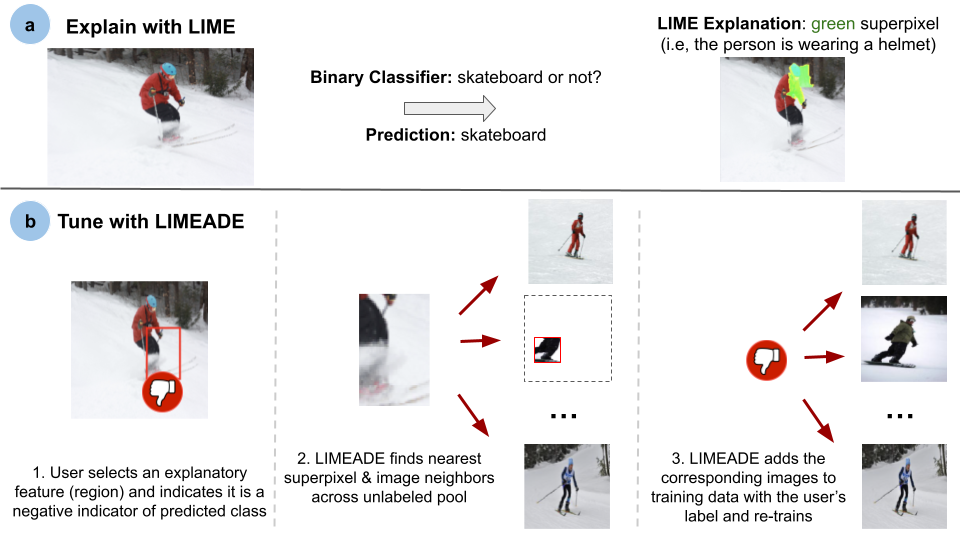 a
Explain with LIME
Binary Classifier: skateboard or not?
Prediction: skateboard
LIME Explanation: green superpixel
(i.e, the person is wearing a helmet)
b
Tune with LIMEADE
1. User selects an explanatory
feature (region) and indicates it is a
negative indicator of predicted class
2. LIMEADE finds nearest
superpixel & image neighbors
across unlabeled pool
...
3. LIMEADE adds the
corresponding images to
training data with the user's
label and re-trains
...